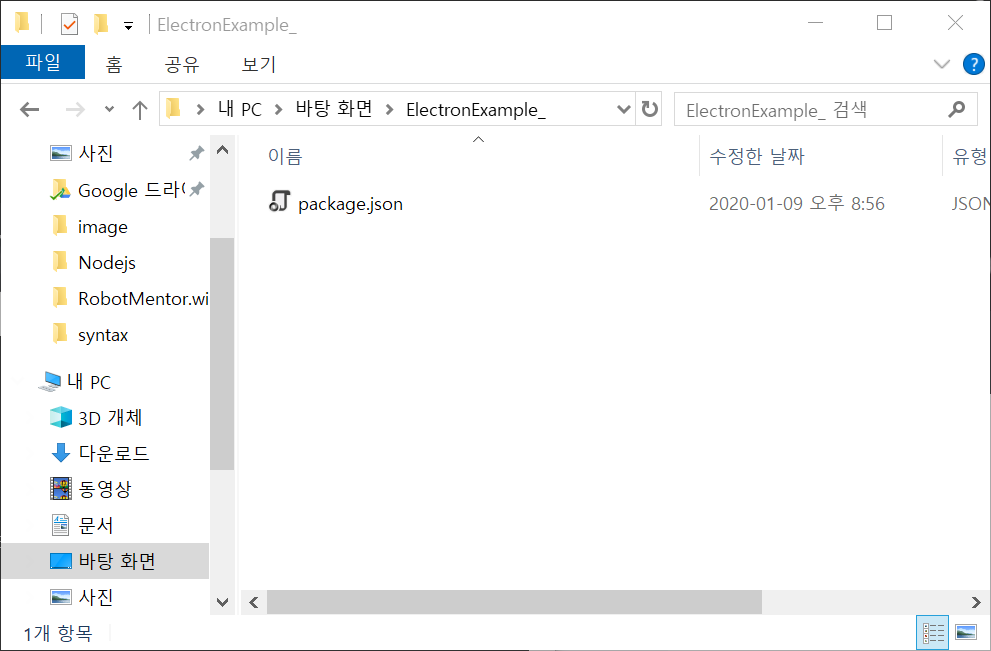 ElectronExample_
파일 홈 공유 보기
?
내 PC 바탕 화면 ElectronExample_
ElectronExample_ 검색
사진
Google 드라이
image
Nodejs
RobotMentor.wi
syntax
내 PC
3D 개체
다운로드
동영상
문서
바탕 화면
사진
이름 수정한 날짜 유형
package.json 2020-01-09 오후 8:56 JSON
1개 항목